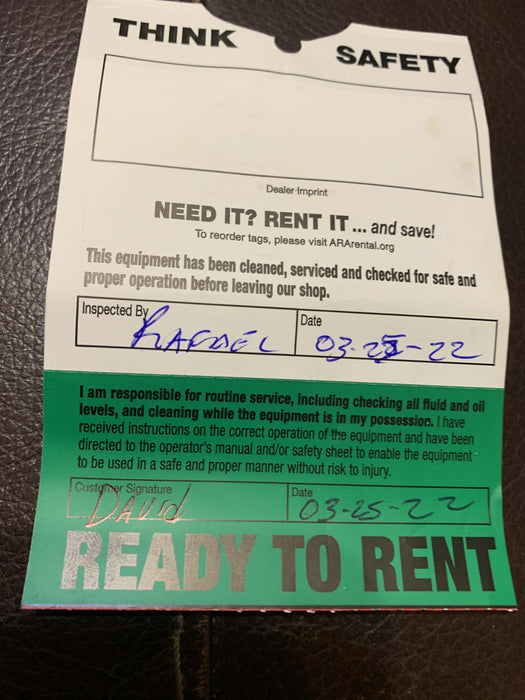 THINK SAFETY
Dealer Imprint
NEED IT? RENT IT ... and save!
To reorder tags, please visit ARArental.org
This equipment has been cleaned, serviced and checked for safe and
proper operation before leaving our shop.
Inspected By Date
RAFAEL 03-25-22
I am responsible for routine service, including checking all fluid and oil
levels, and cleaning while the equipment is in my possession. I have
received instructions on the correct operation of the equipment and have been
directed to the operator's manual and/or safety sheet to enable the equipment
to be used in a safe and proper manner without risk to injury.
Customer Signature Date
DAVid 03-25-22
READY TO RENT